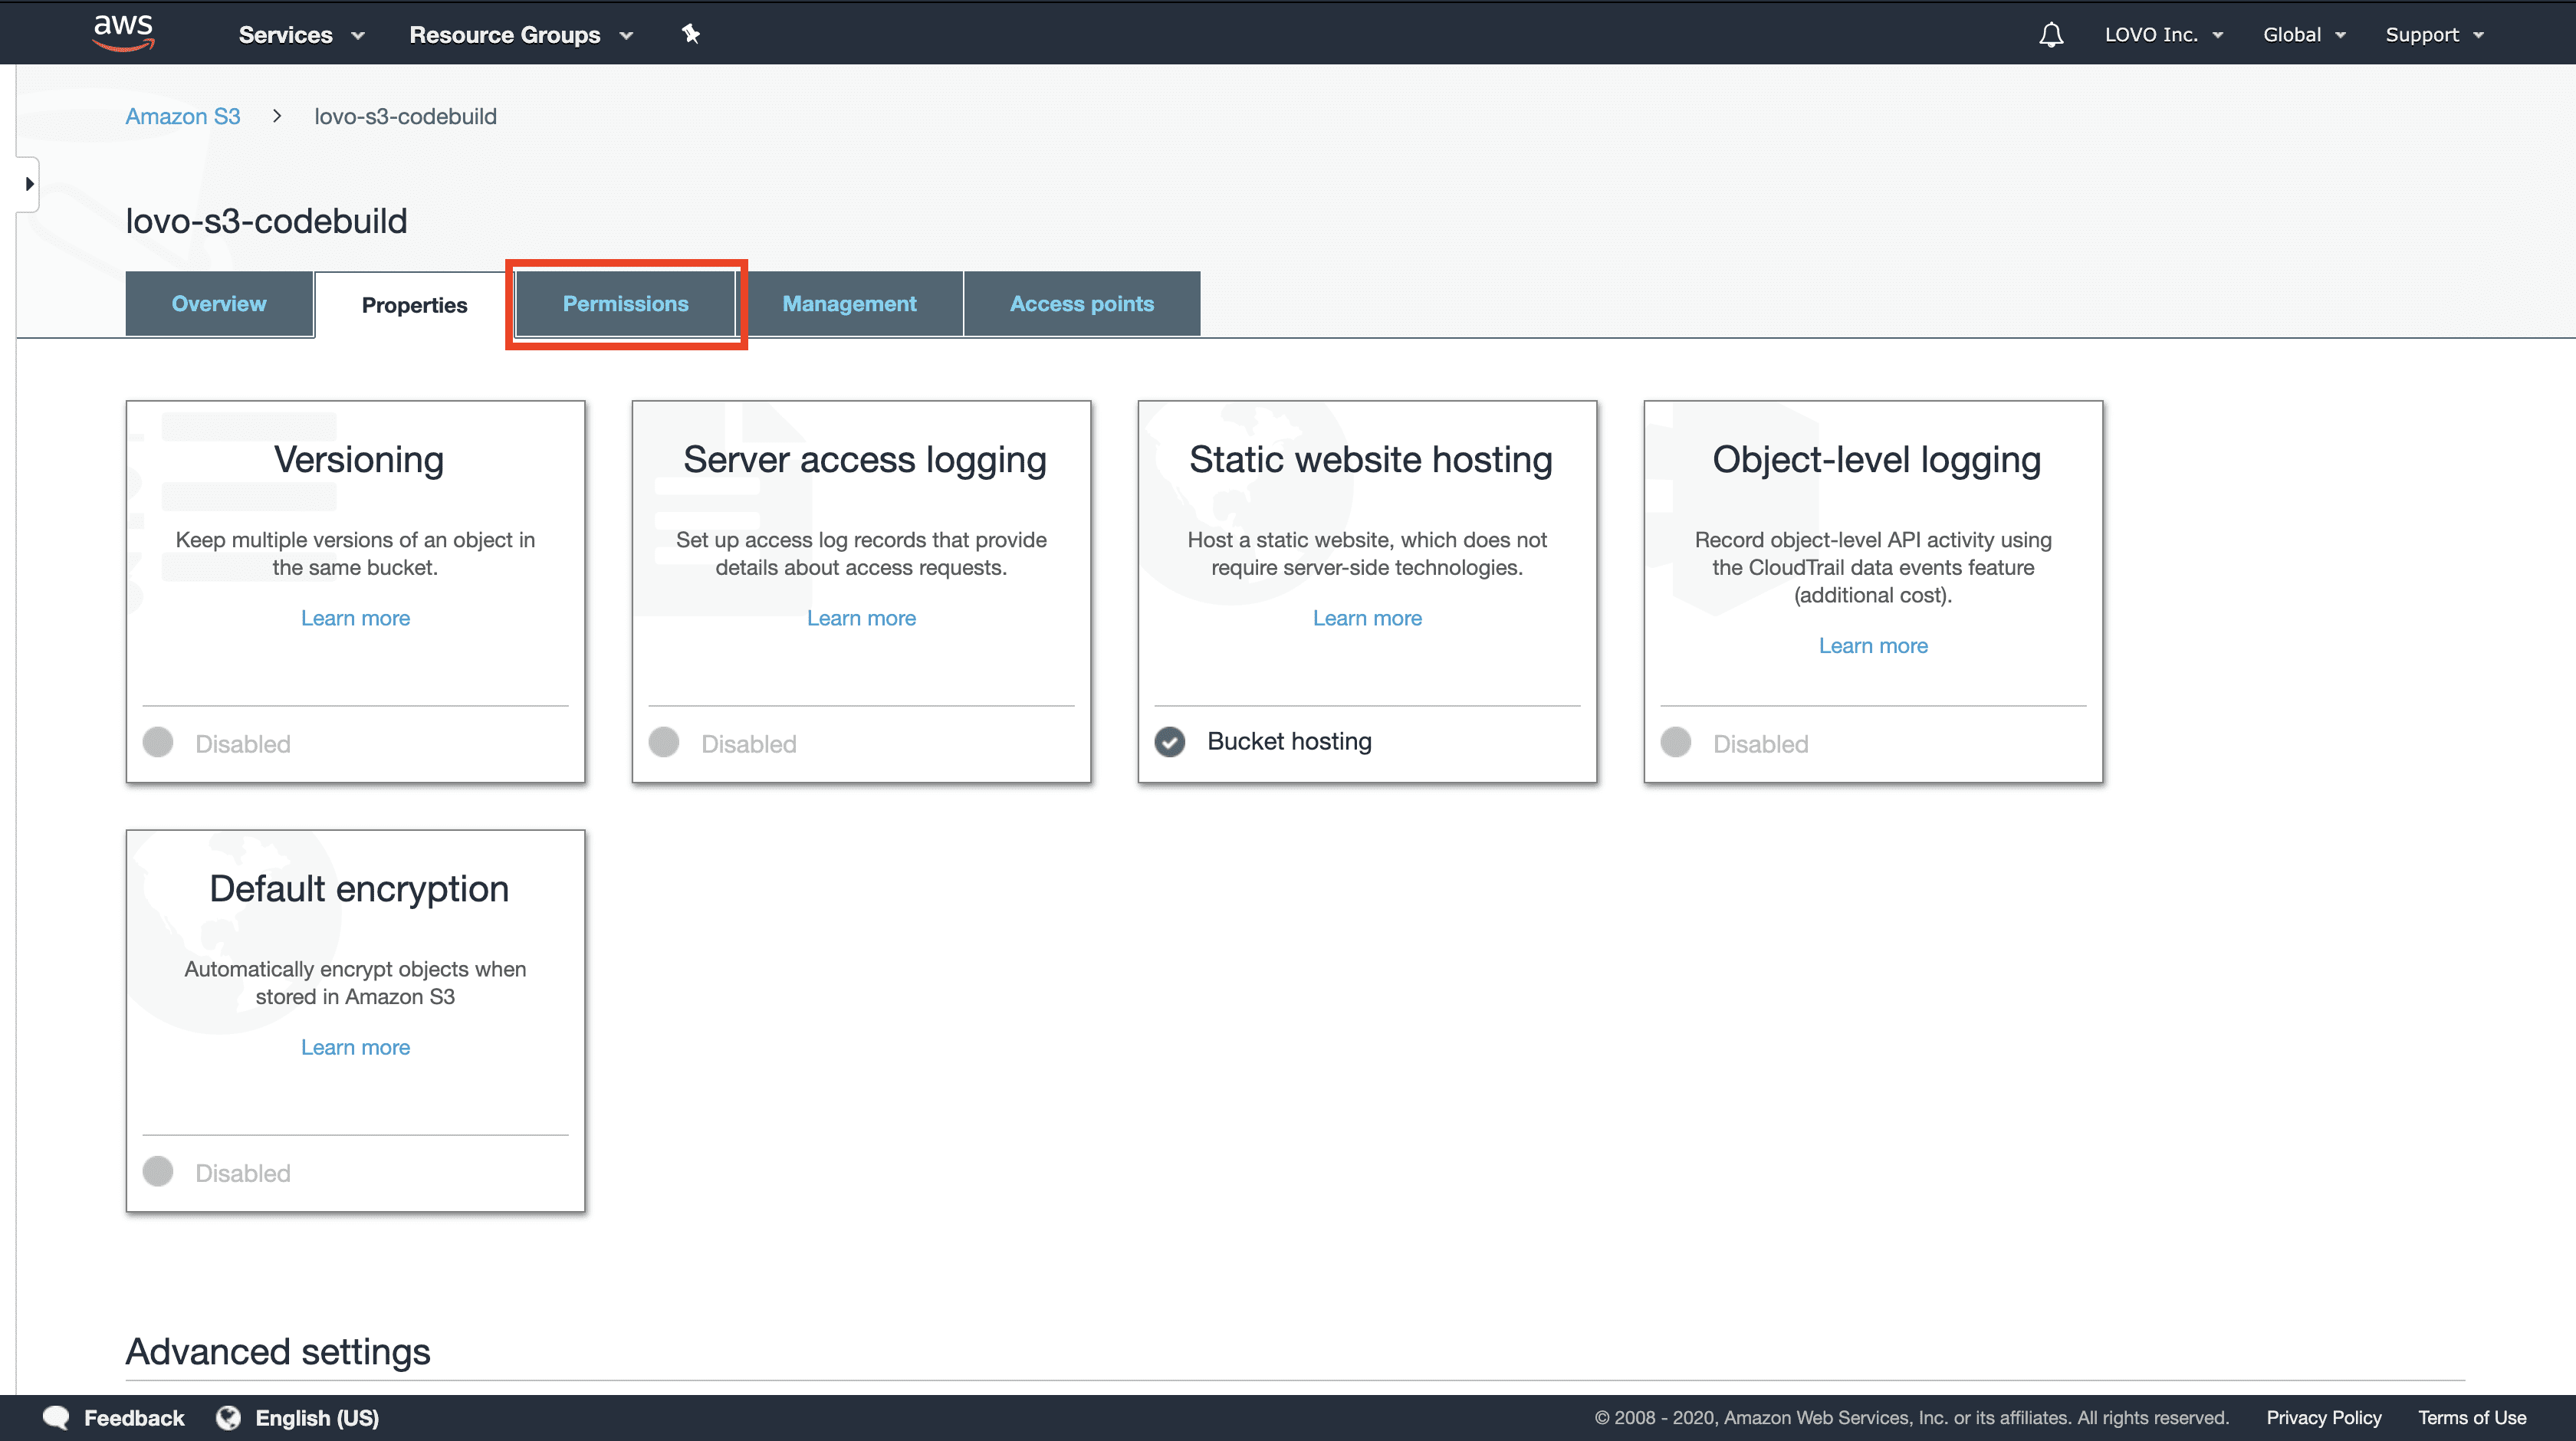 aws Services Resource Groups LOVO Inc. Global Support
Amazon S3 > lovo-s3-codebuild
lovo-s3-codebuild
Overview Properties Permissions Management Access points
Versioning
Keep multiple versions of an object in
the same bucket.
Learn more
Disabled
Server access logging
Set up access log records that provide
details about access requests.
Learn more
Disabled
Static website hosting
Host a static website, which does not
require server-side technologies.
Learn more
Bucket hosting
Object-level logging
Record object-level API activity using
the CloudTrail data events feature
(additional cost).
Learn more
Disabled
Default encryption
Automatically encrypt objects when
stored in Amazon S3
Learn more
Disabled
Advanced settings
Feedback English (US) © 2008 - 2020, Amazon Web Services, Inc. or its affiliates. All rights reserved. Privacy Policy Terms of Use